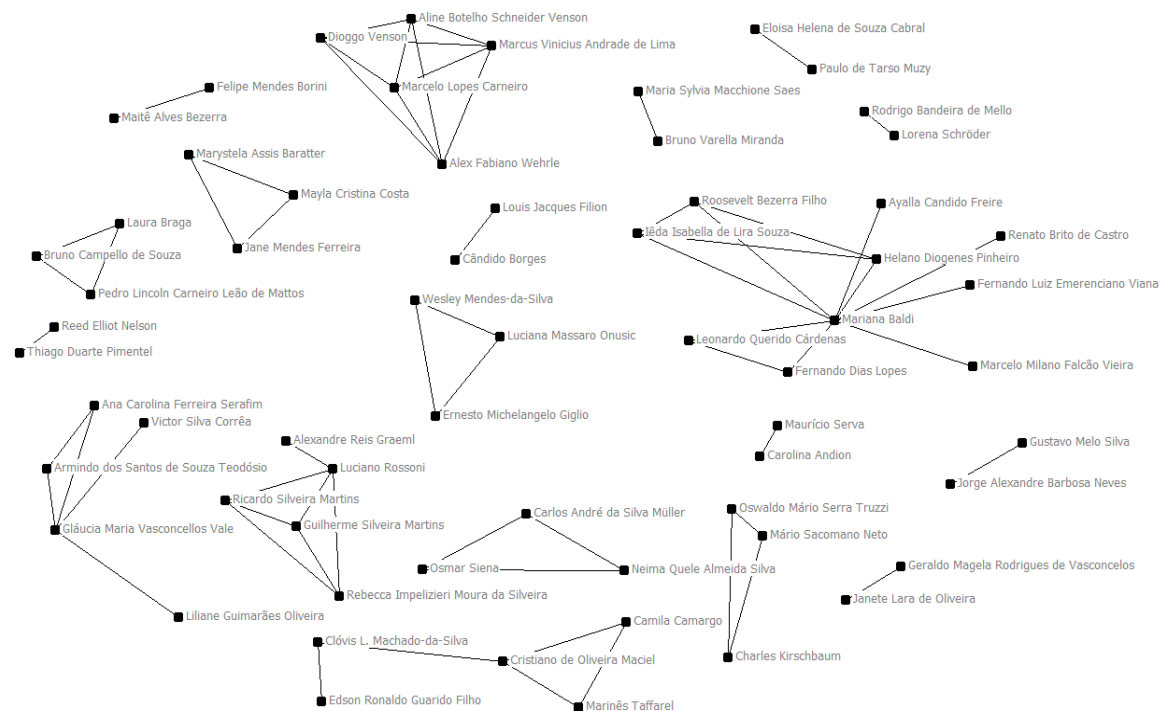 Aline Botelho Schneider Venson
Eloisa Helena de Souza Cabral
Dioggo Venson
Marcus Vinicius Andrade de Lima
Paulo de Tarso Muzy
Felipe Mendes Borini
Marcelo Lopes Carneiro
Maria Sylvia Macchione Saes
Rodrigo Bandeira de Mello
Maitê Alves Bezerra
Lorena Schröder
Bruno Varella Miranda
Marystela Assis Baratter
Alex Fabiano Wehrle
Mayla Cristina Costa
Roosevelt Bezerra Filho
Ayalla Candido Freire
Louis Jacques Filion
Laura Braga
Iêda Isabella de Lira Souza
Renato Brito de Castro
Jane Mendes Ferreira
Bruno Campello de Souza
Cândido Borges
Helano Diogenes Pinheiro
Fernando Luiz Emerenciano Viana
Pedro Lincoln Carneiro Leão de Mattos
Wesley Mendes-da-Silva
Mariana Baldi
Reed Elliot Nelson
Luciana Massaro Onusic
Leonardo Querido Cárdenas
Thiago Duarte Pimentel
Marcelo Milano Falcão Vieira
Fernando Dias Lopes
Ana Carolina Ferreira Serafim
Ernesto Michelangelo Giglio
Victor Silva Corrêa
Maurício Serva
Alexandre Reis Graeml
Gustavo Melo Silva
Carolina Andion
Armindo dos Santos de Souza Teodósio
Luciano Rossoni
Jorge Alexandre Barbosa Neves
Ricardo Silveira Martins
Oswaldo Mário Serra Truzzi
Carlos André da Silva Müller
Guilherme Silveira Martins
Gláucia Maria Vasconcellos Vale
Mário Sacomano Neto
Geraldo Magela Rodrigues de Vasconcelos
Osmar Siena
Neima Quele Almeida Silva
Rebecca Impelizieri Moura da Silveira
Janete Lara de Oliveira
Liliane Guimarães Oliveira
Camila Camargo
Clóvis L. Machado-da-Silva
Charles Kirschbaum
Cristiano de Oliveira Maciel
Edson Ronaldo Guarido Filho
Marinês Taffarel